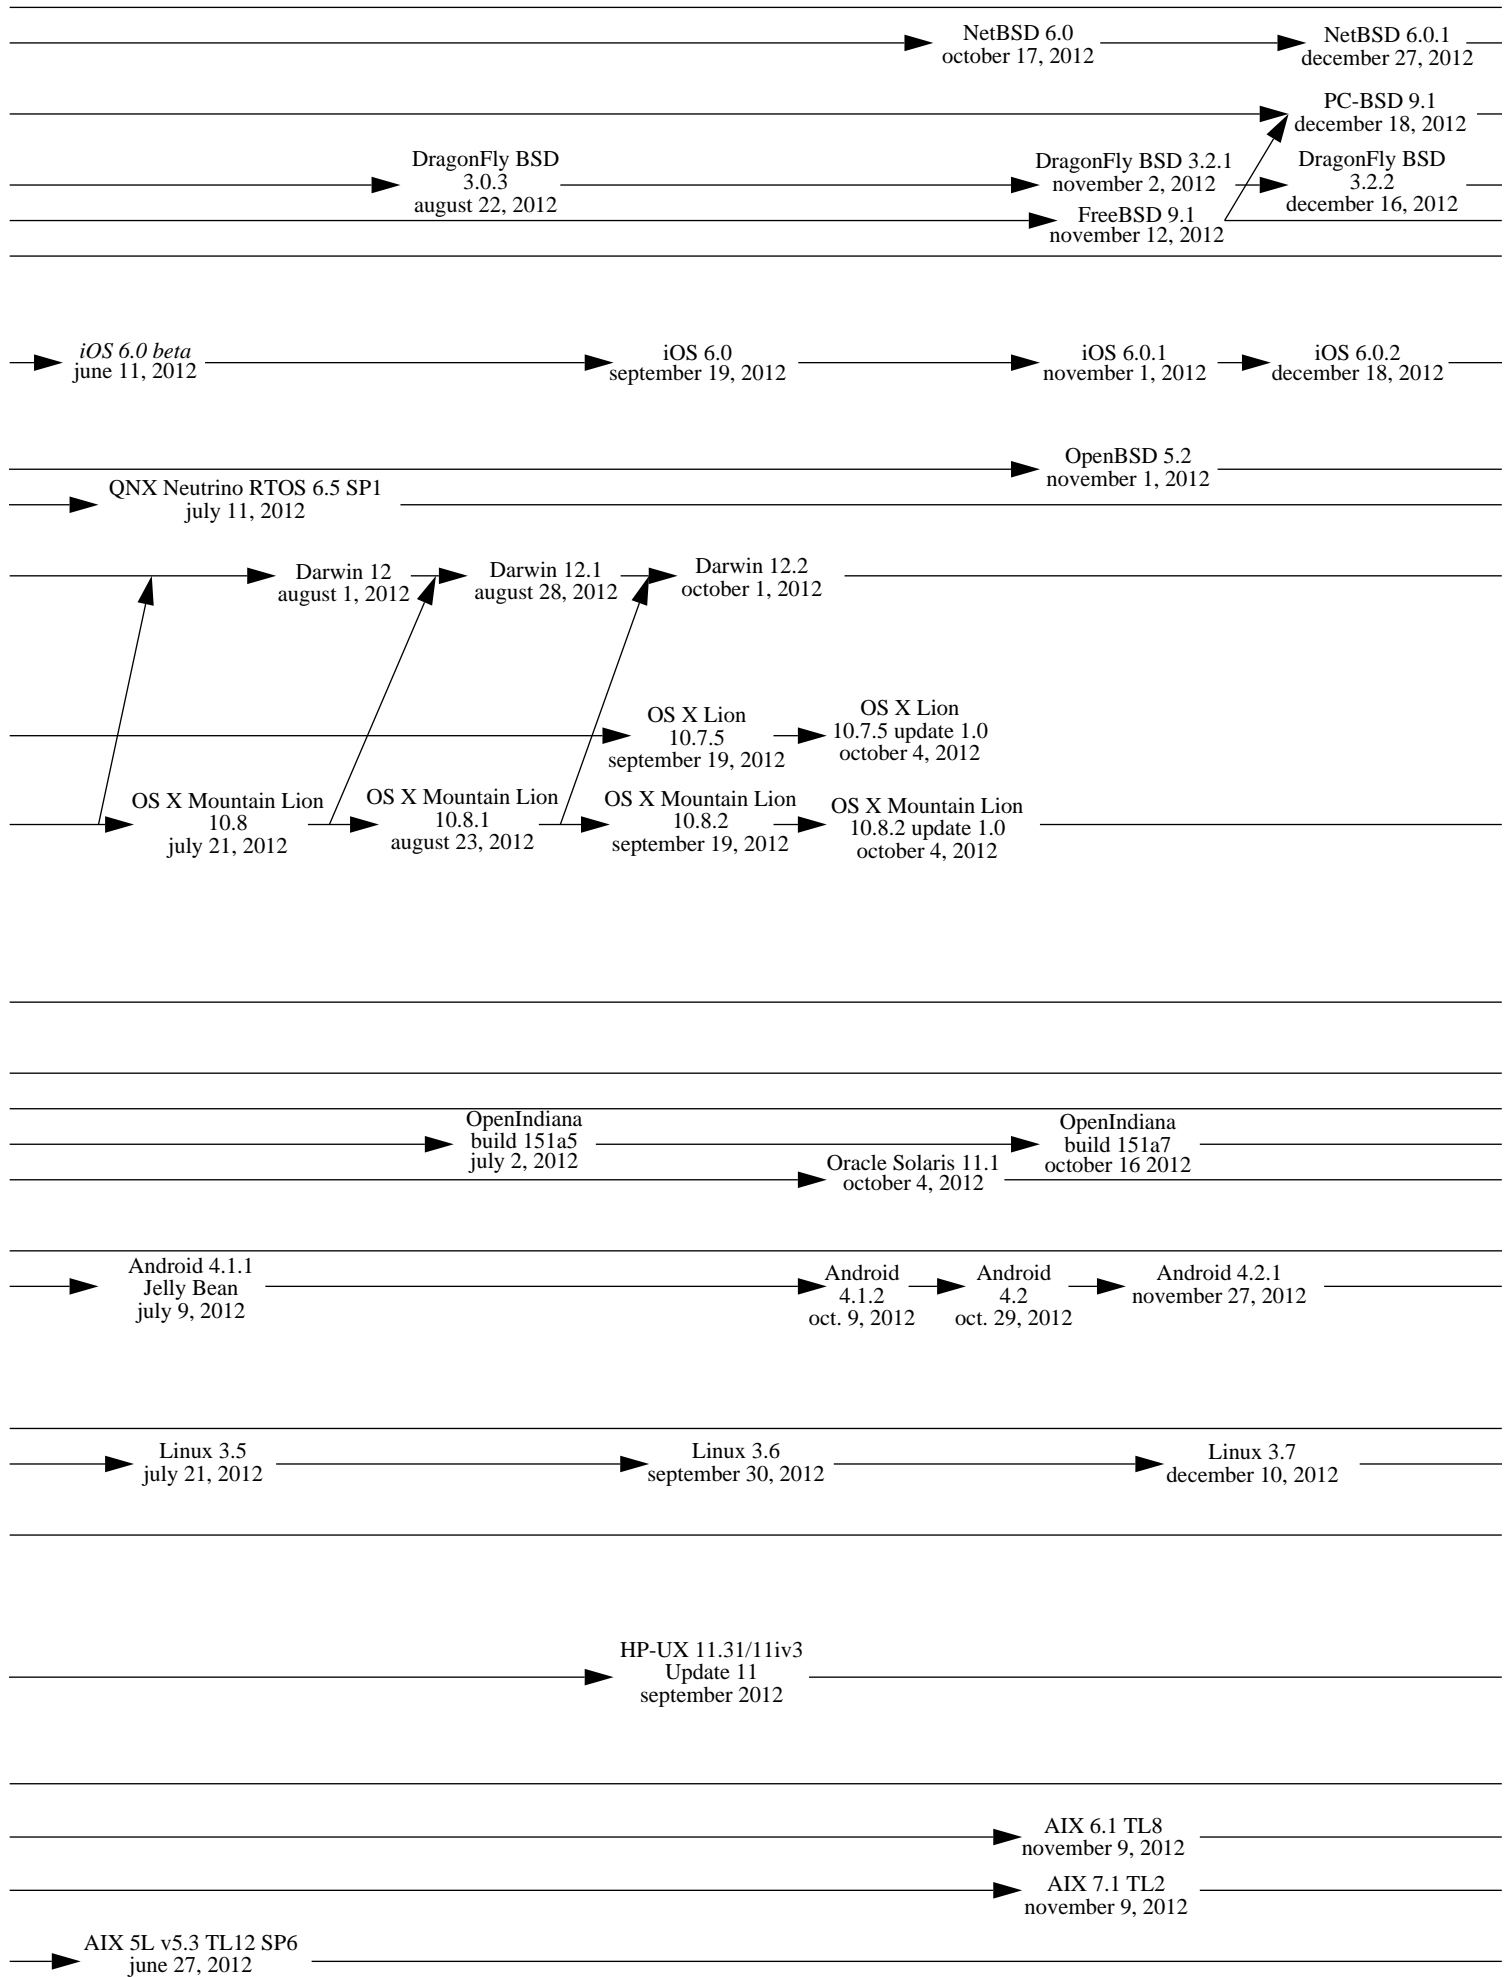 NetBSD 6.0
october 17, 2012
NetBSD 6.0.1
december 27, 2012
PC-BSD 9.1
december 18, 2012
DragonFly BSD
3.0.3
august 22, 2012
DragonFly BSD 3.2.1
november 2, 2012
DragonFly BSD
3.2.2
december 16, 2012
FreeBSD 9.1
november 12, 2012
iOS 6.0 beta
june 11, 2012
iOS 6.0
september 19, 2012
iOS 6.0.1
november 1, 2012
iOS 6.0.2
december 18, 2012
OpenBSD 5.2
november 1, 2012
QNX Neutrino RTOS 6.5 SP1
july 11, 2012
Darwin 12
august 1, 2012
Darwin 12.1
august 28, 2012
Darwin 12.2
october 1, 2012
OS X Lion
10.7.5
september 19, 2012
OS X Lion
10.7.5 update 1.0
october 4, 2012
OS X Mountain Lion
10.8
july 21, 2012
OS X Mountain Lion
10.8.1
august 23, 2012
OS X Mountain Lion
10.8.2
september 19, 2012
OS X Mountain Lion
10.8.2 update 1.0
october 4, 2012
OpenIndiana
build 151a5
july 2, 2012
OpenIndiana
build 151a7
october 16 2012
Oracle Solaris 11.1
october 4, 2012
Android 4.1.1
Jelly Bean
july 9, 2012
Android
4.1.2
oct. 9, 2012
Android
4.2
oct. 29, 2012
Android 4.2.1
november 27, 2012
Linux 3.5
july 21, 2012
Linux 3.6
september 30, 2012
Linux 3.7
december 10, 2012
HP-UX 11.31/11iv3
Update 11
september 2012
AIX 6.1 TL8
november 9, 2012
AIX 7.1 TL2
november 9, 2012
AIX 5L v5.3 TL12 SP6
june 27, 2012